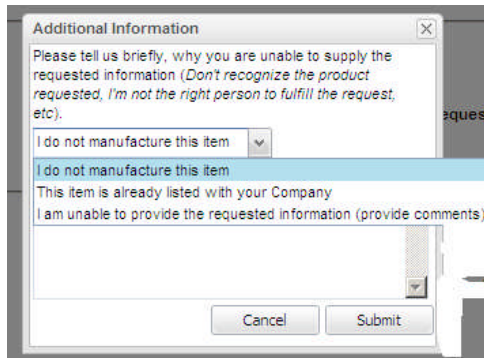 Additional Information
Please tell us briefly, why you are unable to supply the
requested information (Don't recognize the product
requested, I'm not the right person to fulfill the request,
etc).
I do not manufacture this item
I do not manufacture this item
This item is already listed with your Company
I am unable to provide the requested information (provide comments)
Cancel Submit